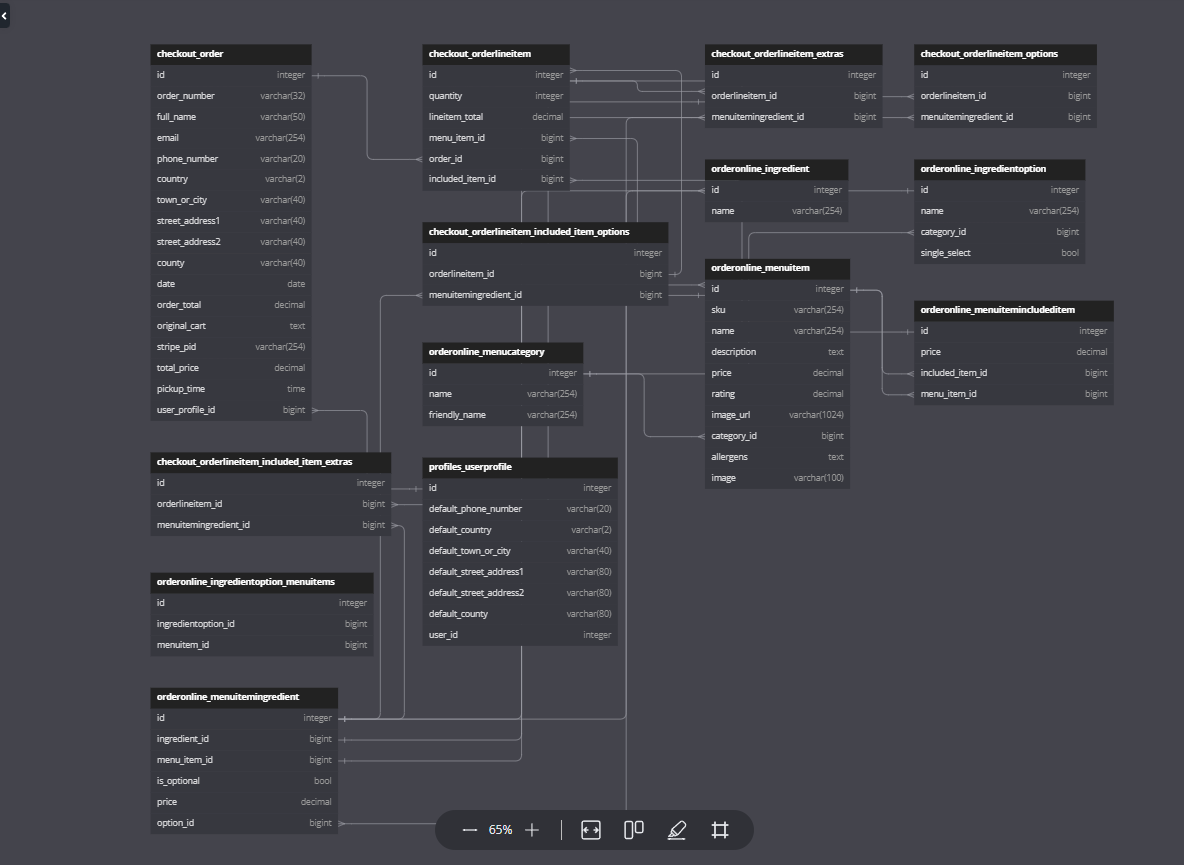 checkout_order
id integer
order_number varchar(32)
full_name varchar(50)
email varchar(254)
phone_number varchar(20)
country varchar(2)
town_or_city varchar(40)
street_address1 varchar(40)
street_address2 varchar(40)
county varchar(40)
date date
order_total decimal
original_cart text
stripe_pid varchar(254)
total_price decimal
pickup_time time
user_profile_id bigint
checkout_orderlineitem_included_item_extras
id integer
orderlineitem_id bigint
menuitemingredient_id bigint
orderonline_ingredientoption_menuitems
id integer
ingredientoption_id bigint
menuitem_id bigint
orderonline_menuitemingredient
id integer
ingredient_id bigint
menu_item_id bigint
is_optional bool
price decimal
option_id bigint
checkout_orderlineitem
id integer
quantity integer
lineitem_total decimal
menu_item_id bigint
order_id bigint
included_item_id bigint
checkout_orderlineitem_included_item_options
id integer
orderlineitem_id bigint
menuitemingredient_id bigint
orderonline_menucategory
id integer
name varchar(254)
friendly_name varchar(254)
profiles_userprofile
id integer
default_phone_number varchar(20)
default_country varchar(2)
default_town_or_city varchar(40)
default_street_address1 varchar(80)
default_street_address2 varchar(80)
default_county varchar(80)
user_id integer
checkout_orderlineitem_extras
id integer
orderlineitem_id bigint
menuitemingredient_id bigint
orderonline_ingredient
id integer
name varchar(254)
orderonline_menuitem
id integer
sku varchar(254)
name varchar(254)
description text
price decimal
rating decimal
image_url varchar(1024)
category_id bigint
allergens text
image varchar(100)
checkout_orderlineitem_options
id integer
orderlineitem_id bigint
menuitemingredient_id bigint
orderonline_ingredientoption
id integer
name varchar(254)
category_id bigint
single_select bool
orderonline_menuitemincludeditem
id integer
price decimal
included_item_id bigint
menu_item_id bigint
65%